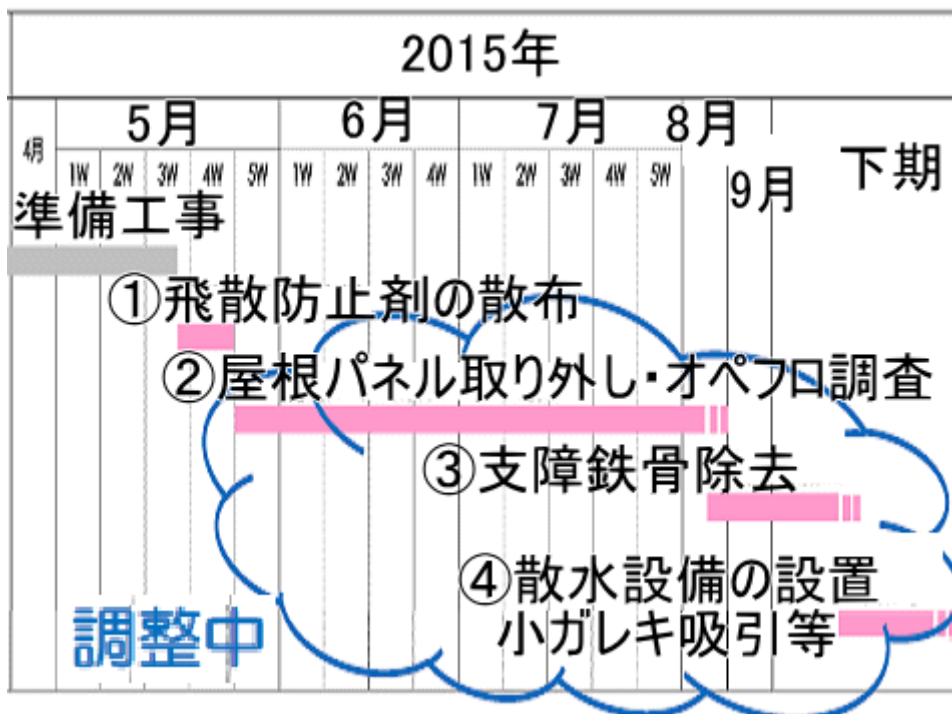 2015年
4月 5月 6月 7月 8月 9月 下期
1W 2W 3W 4W 5W 1W 2W 3W 4W 1W 2W 3W 4W 5W
準備工事
①飛散防止剤の散布
②屋根パネル取り外し・オペフロ調査
③支障鉄骨除去
④散水設備の設置
小ガレキ吸引等
調整中